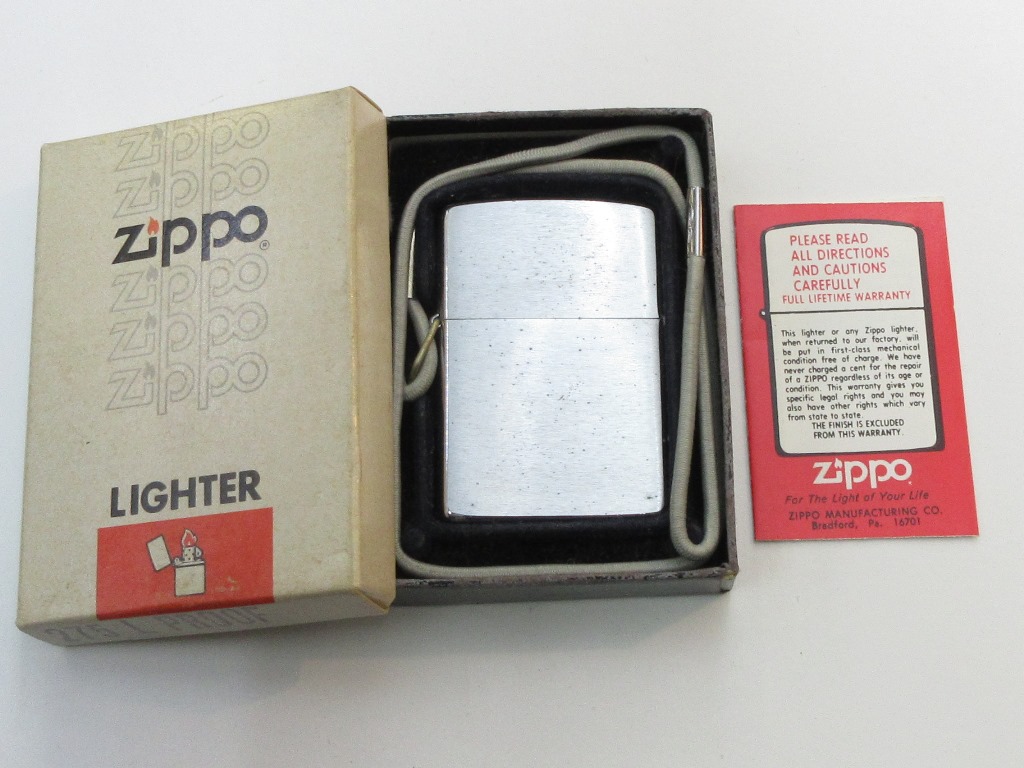 Zippo
Zippo
Zippo®
Zippo
Zippo
Zippo
LIGHTER
PROOF
PLEASE READ
ALL DIRECTIONS
AND CAUTIONS
CAREFULLY
FULL LIFETIME WARRANTY
This lighter or any Zippo lighter,
when returned to our factory, will
be put in first-class mechanical
condition free of charge. We have
never charged a cent for the repair
of a ZIPPO regardless of its age or
condition. This warranty gives you
specific legal rights and you may
also have other rights which vary
from state to state.
THE FINISH IS EXCLUDED
FROM THIS WARRANTY.
Zippo®
For The Light of Your Life
ZIPPO MANUFACTURING CO.
Bradford, Pa. 16701